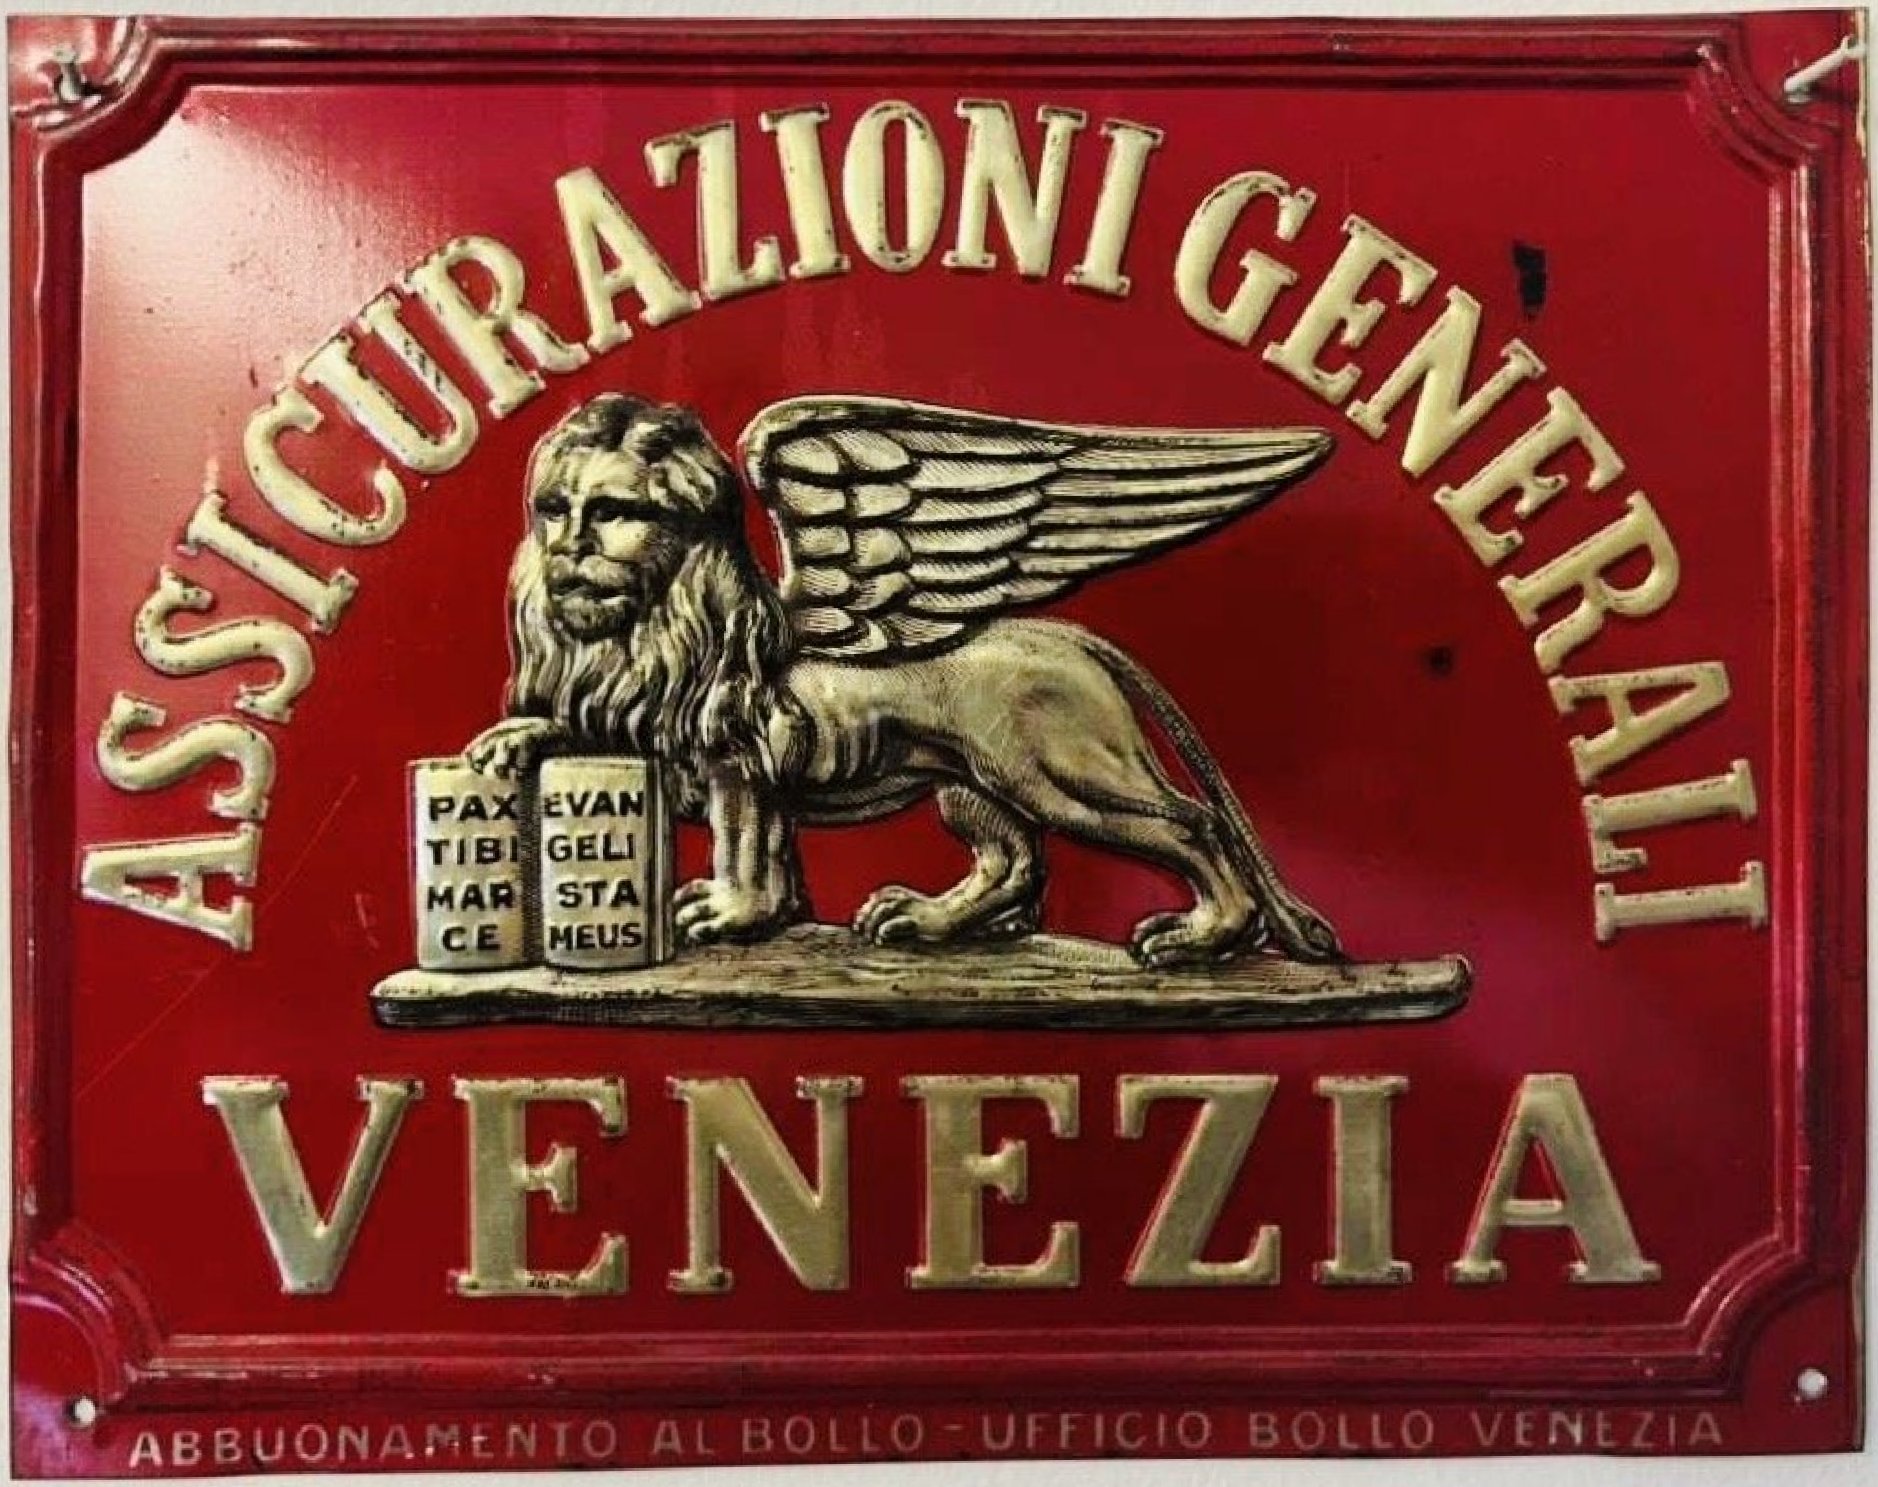 ASSICURAZIONI GENERALI
PAX
TIBI
MAR
CE
EVAN
GELI
STA
MEUS
VENEZIA
ABBUONAMENTO AL BOLLO - UFFICIO BOLLO VENEZIA